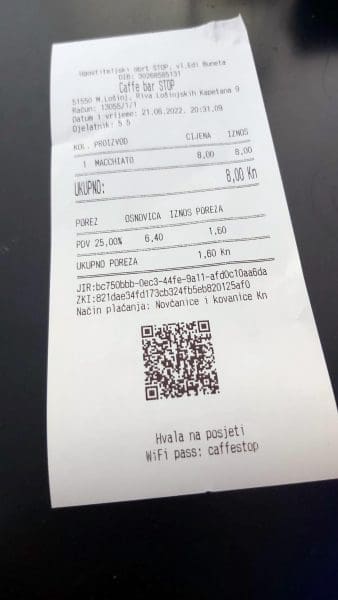 Ugostiteljski obrt STOP, vl.Edi Buneta
OIB: 30268585131
Caffe bar STOP
51550 M.Lošinj, Riva Lošinjskih Kapetana 9
Račun: 13055/1/1
Datum i vrijeme: 21.06.2022, 20:31,09
Djelatnik: 5 5
KOL. PROIZVOD CIJENA IZNOS
1 MACCHIATO 8,00 8,00
UKUPNO: 8,00 Kn
POREZ OSNOVICA IZNOS POREZA
PDV 25,00% 6,40 1,60
UKUPNO POREZA 1,60 Kn
JIR:bc750bbb-0ec3-44fe-9a11-afd0c10aa6da
ZKI:821dae34fd173cb324fb5eb820125af0
Način plaćanja: Novčanice i kovanice Kn
Hvala na posjeti
WiFi pass: caffestop